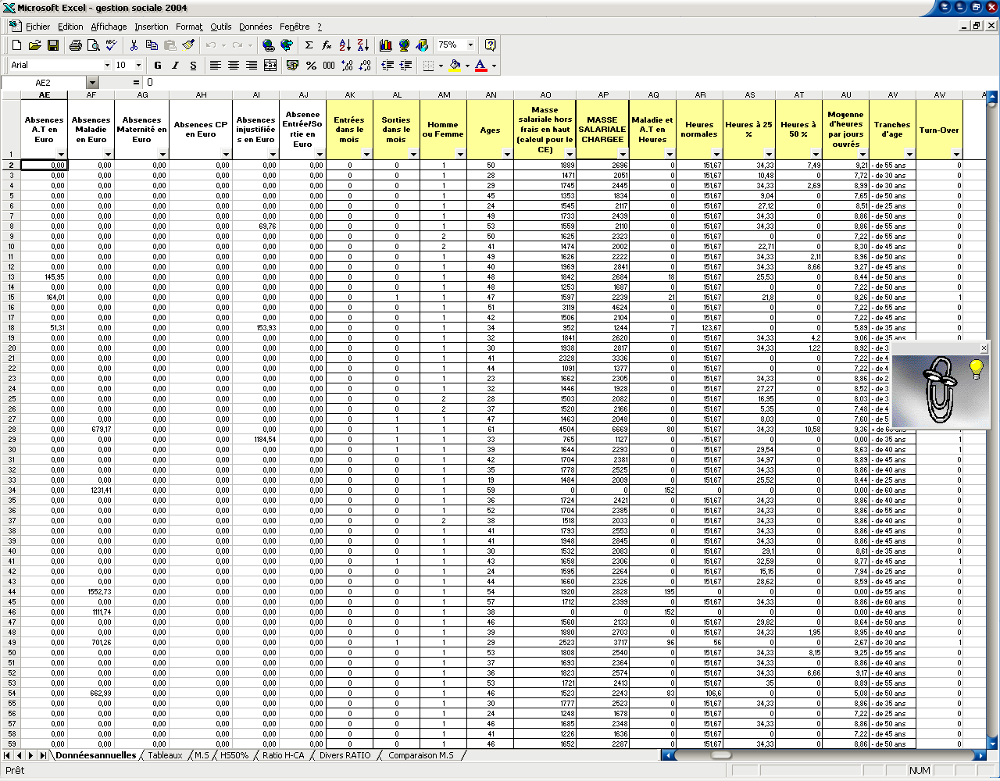 Microsoft Excel - gestion sociale 2004
Fichier Edition Affichage Insertion Format Outils Données Fenêtre ?
75%
Arial 10 G I S
AE2 = 0
AE AF AG AH AI AJ AK AL AM AN AO AP AQ AR AS AT AU AV AW
1 Absences A.T en Euro Absences Maladie en Euro Absences Maternité en Euro Absences CP en Euro Absences injustifiées en Euro Absence Entrée/Sortie en Euro Entrées dans le mois Sorties dans le mois Homme ou Femme Ages Masse salariale hors frais en haut (calcul pour le CE) MASSE SALARIALE CHARGEE Maladie et A.T en Heures Heures normales Heures à 25 % Heures à 50 % Moyenne d'heures par jours ouvrés Tranches d'age Turn-Over
2 0,00 0,00 0,00 0,00 0,00 0,00 0 0 1 50 1889 2696 0 151,67 34,33 7,49 9,21 - de 55 ans 0
3 0,00 0,00 0,00 0,00 0,00 0,00 0 0 1 28 1471 2051 0 151,67 10,48 0 7,72 - de 30 ans 0
4 0,00 0,00 0,00 0,00 0,00 0,00 0 0 1 29 1745 2445 0 151,67 34,33 2,69 8,99 - de 30 ans 0
5 0,00 0,00 0,00 0,00 0,00 0,00 0 0 1 45 1353 1834 0 151,67 9,04 0 7,65 - de 50 ans 0
6 0,00 0,00 0,00 0,00 0,00 0,00 0 0 1 24 1545 2117 0 151,67 27,12 0 8,51 - de 25 ans 0
7 0,00 0,00 0,00 0,00 0,00 0,00 0 0 1 49 1733 2439 0 151,67 34,33 0 8,86 - de 50 ans 0
8 0,00 0,00 0,00 0,00 69,76 0,00 0 0 1 53 1559 2110 0 151,67 34,33 0 8,86 - de 55 ans 0
9 0,00 0,00 0,00 0,00 0,00 0,00 0 0 2 50 1625 2323 0 151,67 0 0 7,22 - de 55 ans 0
10 0,00 0,00 0,00 0,00 0,00 0,00 0 0 2 41 1474 2002 0 151,67 22,71 0 8,30 - de 45 ans 0
11 0,00 0,00 0,00 0,00 0,00 0,00 0 0 1 49 1626 2222 0 151,67 34,33 2,11 8,96 - de 50 ans 0
12 0,00 0,00 0,00 0,00 0,00 0,00 0 0 1 40 1969 2841 0 151,67 34,33 8,66 9,27 - de 45 ans 0
13 145,95 0,00 0,00 0,00 0,00 0,00 0 0 1 48 1842 2684 18 151,67 25,53 0 8,44 - de 50 ans 0
14 0,00 0,00 0,00 0,00 0,00 0,00 0 0 1 48 1253 1687 0 151,67 0 0 7,22 - de 50 ans 0
15 164,01 0,00 0,00 0,00 0,00 0,00 0 1 1 47 1597 2239 21 151,67 21,8 0 8,26 - de 50 ans 1
16 0,00 0,00 0,00 0,00 0,00 0,00 0 0 1 51 3119 4624 0 151,67 0 0 7,22 - de 55 ans 0
17 0,00 0,00 0,00 0,00 0,00 0,00 0 0 1 42 1506 2104 0 151,67 0 0 7,22 - de 45 ans 0
18 51,31 0,00 0,00 0,00 153,93 0,00 0 0 1 34 952 1244 7 123,67 0 0 5,89 - de 35 ans 0
19 0,00 0,00 0,00 0,00 0,00 0,00 0 0 1 32 1841 2620 0 151,67 34,33 4,2 9,06 - de 35 ans 0
20 0,00 0,00 0,00 0,00 0,00 0,00 0 0 1 30 1938 2817 0 151,67 34,33 1,22 8,92 - de 3
21 0,00 0,00 0,00 0,00 0,00 0,00 0 0 1 41 2328 3336 0 151,67 0 0 7,22 - de 4
22 0,00 0,00 0,00 0,00 0,00 0,00 0 0 1 44 1091 1377 0 151,67 0 0 7,22 - de 4
23 0,00 0,00 0,00 0,00 0,00 0,00 0 0 1 23 1662 2305 0 151,67 34,33 0 8,86 - de 2
24 0,00 0,00 0,00 0,00 0,00 0,00 0 0 1 32 1446 1928 0 151,67 27,27 0 8,52 - de 3
25 0,00 0,00 0,00 0,00 0,00 0,00 0 0 2 28 1503 2082 0 151,67 16,95 0 8,03 - de 3
26 0,00 0,00 0,00 0,00 0,00 0,00 0 0 2 37 1520 2166 0 151,67 5,35 0 7,48 - de 4
27 0,00 0,00 0,00 0,00 0,00 0,00 0 1 1 47 1463 2048 0 151,67 8,03 0 7,60 - de 5
28 0,00 679,17 0,00 0,00 0,00 0,00 0 1 1 61 4504 6669 80 151,67 34,33 10,58 9,36 + de 60 ans 1
29 0,00 0,00 0,00 0,00 1184,54 0,00 0 1 1 33 765 1127 0 -151,67 0 0 0,00 - de 35 ans 1
30 0,00 0,00 0,00 0,00 0,00 0,00 0 1 1 39 1644 2293 0 151,67 29,54 0 8,63 - de 40 ans 1
31 0,00 0,00 0,00 0,00 0,00 0,00 0 0 1 42 1704 2381 0 151,67 34,97 0 8,89 - de 45 ans 0
32 0,00 0,00 0,00 0,00 0,00 0,00 0 0 1 35 1778 2525 0 151,67 34,33 0 8,86 - de 40 ans 0
33 0,00 0,00 0,00 0,00 0,00 0,00 0 0 1 19 1484 2009 0 151,67 25,52 0 8,44 - de 25 ans 0
34 0,00 1231,41 0,00 0,00 0,00 0,00 0 0 1 59 0 0 152 0 0 0 0,00 - de 60 ans 0
35 0,00 0,00 0,00 0,00 0,00 0,00 0 0 1 36 1724 2421 0 151,67 34,33 0 8,86 - de 40 ans 0
36 0,00 0,00 0,00 0,00 0,00 0,00 0 0 1 52 1704 2385 0 151,67 34,33 0 8,86 - de 55 ans 0
37 0,00 0,00 0,00 0,00 0,00 0,00 0 0 2 38 1518 2033 0 151,67 34,33 0 8,86 - de 40 ans 0
38 0,00 0,00 0,00 0,00 0,00 0,00 0 0 1 41 1793 2553 0 151,67 34,33 0 8,86 - de 45 ans 0
39 0,00 0,00 0,00 0,00 0,00 0,00 0 0 1 41 1948 2845 0 151,67 34,33 0 8,86 - de 45 ans 0
40 0,00 0,00 0,00 0,00 0,00 0,00 0 0 1 30 1532 2083 0 151,67 29,1 0 8,61 - de 35 ans 0
41 0,00 0,00 0,00 0,00 0,00 0,00 0 1 1 43 1658 2306 0 151,67 32,59 0 8,77 - de 45 ans 1
42 0,00 0,00 0,00 0,00 0,00 0,00 0 0 1 24 1595 2264 0 151,67 15,15 0 7,94 - de 25 ans 0
43 0,00 0,00 0,00 0,00 0,00 0,00 0 0 1 44 1660 2326 0 151,67 28,62 0 8,59 - de 45 ans 0
44 0,00 1552,73 0,00 0,00 0,00 0,00 0 0 1 54 1920 2828 195 0 0 0 0,00 - de 55 ans 0
45 0,00 0,00 0,00 0,00 0,00 0,00 0 0 1 57 1712 2399 0 151,67 34,33 0 8,86 - de 60 ans 0
46 0,00 1111,74 0,00 0,00 0,00 0,00 0 0 1 38 0 0 152 0 0 0 0,00 - de 40 ans 0
47 0,00 0,00 0,00 0,00 0,00 0,00 0 0 1 46 1560 2133 0 151,67 29,82 0 8,64 - de 50 ans 0
48 0,00 0,00 0,00 0,00 0,00 0,00 0 0 1 39 1880 2703 0 151,67 34,33 1,95 8,95 - de 40 ans 0
49 0,00 701,26 0,00 0,00 0,00 0,00 0 1 1 29 2523 3717 96 56 0 0 2,67 - de 30 ans 1
50 0,00 0,00 0,00 0,00 0,00 0,00 0 0 1 53 1808 2540 0 151,67 34,33 8,15 9,25 - de 55 ans 0
51 0,00 0,00 0,00 0,00 0,00 0,00 0 0 1 37 1693 2364 0 151,67 34,33 0 8,86 - de 40 ans 0
52 0,00 0,00 0,00 0,00 0,00 0,00 0 0 1 36 1823 2574 0 151,67 34,33 6,66 9,17 - de 40 ans 0
53 0,00 0,00 0,00 0,00 0,00 0,00 0 0 1 53 1721 2413 0 151,67 35 0 8,89 - de 55 ans 0
54 0,00 662,99 0,00 0,00 0,00 0,00 0 0 1 46 1523 2243 83 106,6 0 0 5,08 - de 50 ans 0
55 0,00 0,00 0,00 0,00 0,00 0,00 0 0 1 30 1777 2523 0 151,67 34,33 0 8,86 - de 35 ans 0
56 0,00 0,00 0,00 0,00 0,00 0,00 0 0 1 24 1248 1678 0 151,67 0 0 7,22 - de 25 ans 0
57 0,00 0,00 0,00 0,00 0,00 0,00 0 0 1 46 1685 2348 0 151,67 34,33 0 8,86 - de 50 ans 0
58 0,00 0,00 0,00 0,00 0,00 0,00 0 0 1 41 1226 1636 0 151,67 0 0 7,22 - de 45 ans 0
59 0,00 0,00 0,00 0,00 0,00 0,00 0 0 1 46 1652 2287 0 151,67 34,33 0 8,86 - de 50 ans 0
Donnéesannuelles Tableaux M.S HS50% Ratio H-CA Divers RATIO Comparaison M.S
Prêt NUM